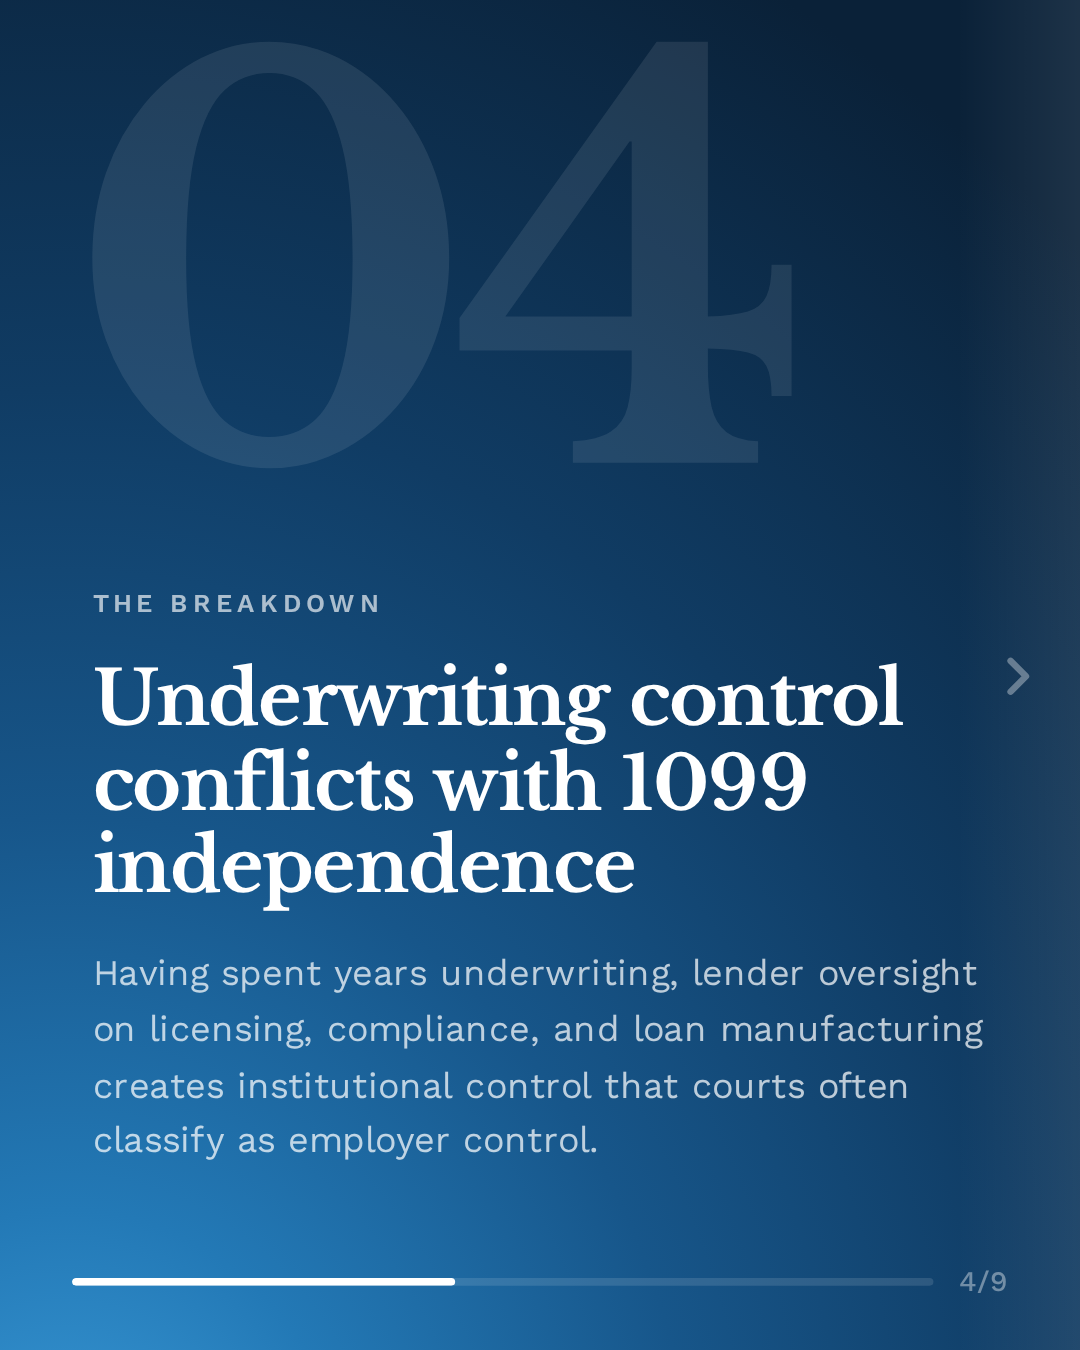 04
THE BREAKDOWN
Underwriting control
conflicts with 1099
independence
Having spent years underwriting, lender oversight
on licensing, compliance, and loan manufacturing
creates institutional control that courts often
classify as employer control.
4/9